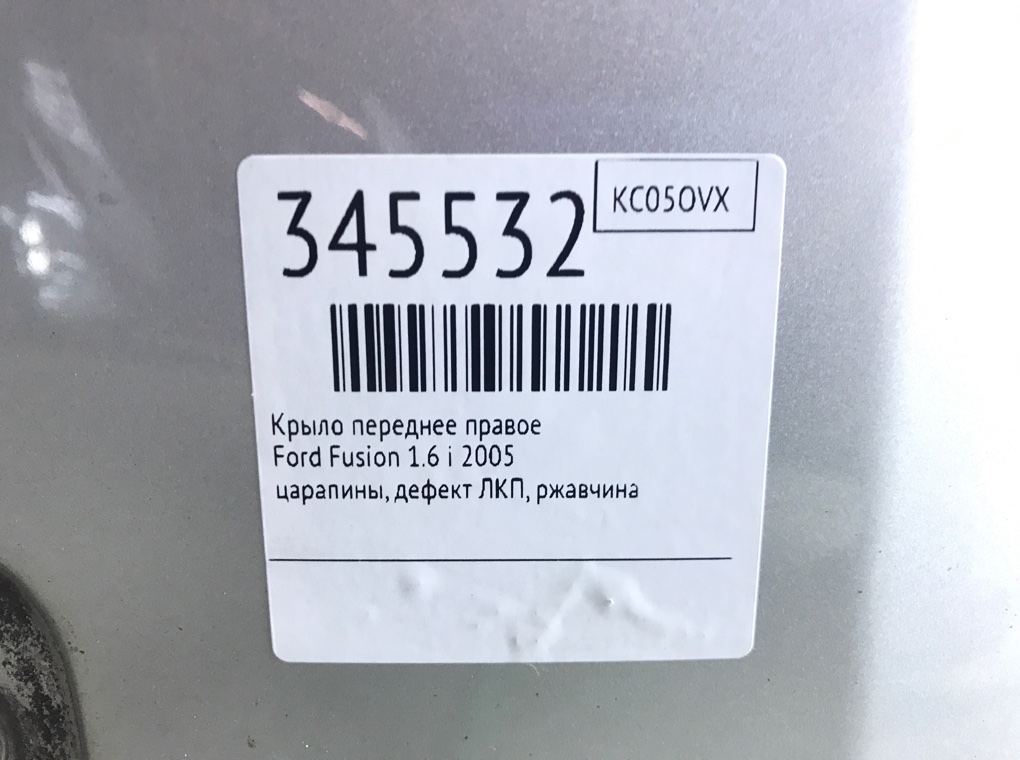 345532
KC05OVX
Крыло переднее правое
Ford Fusion 1.6 i 2005
царапины, дефект ЛКП, ржавчина